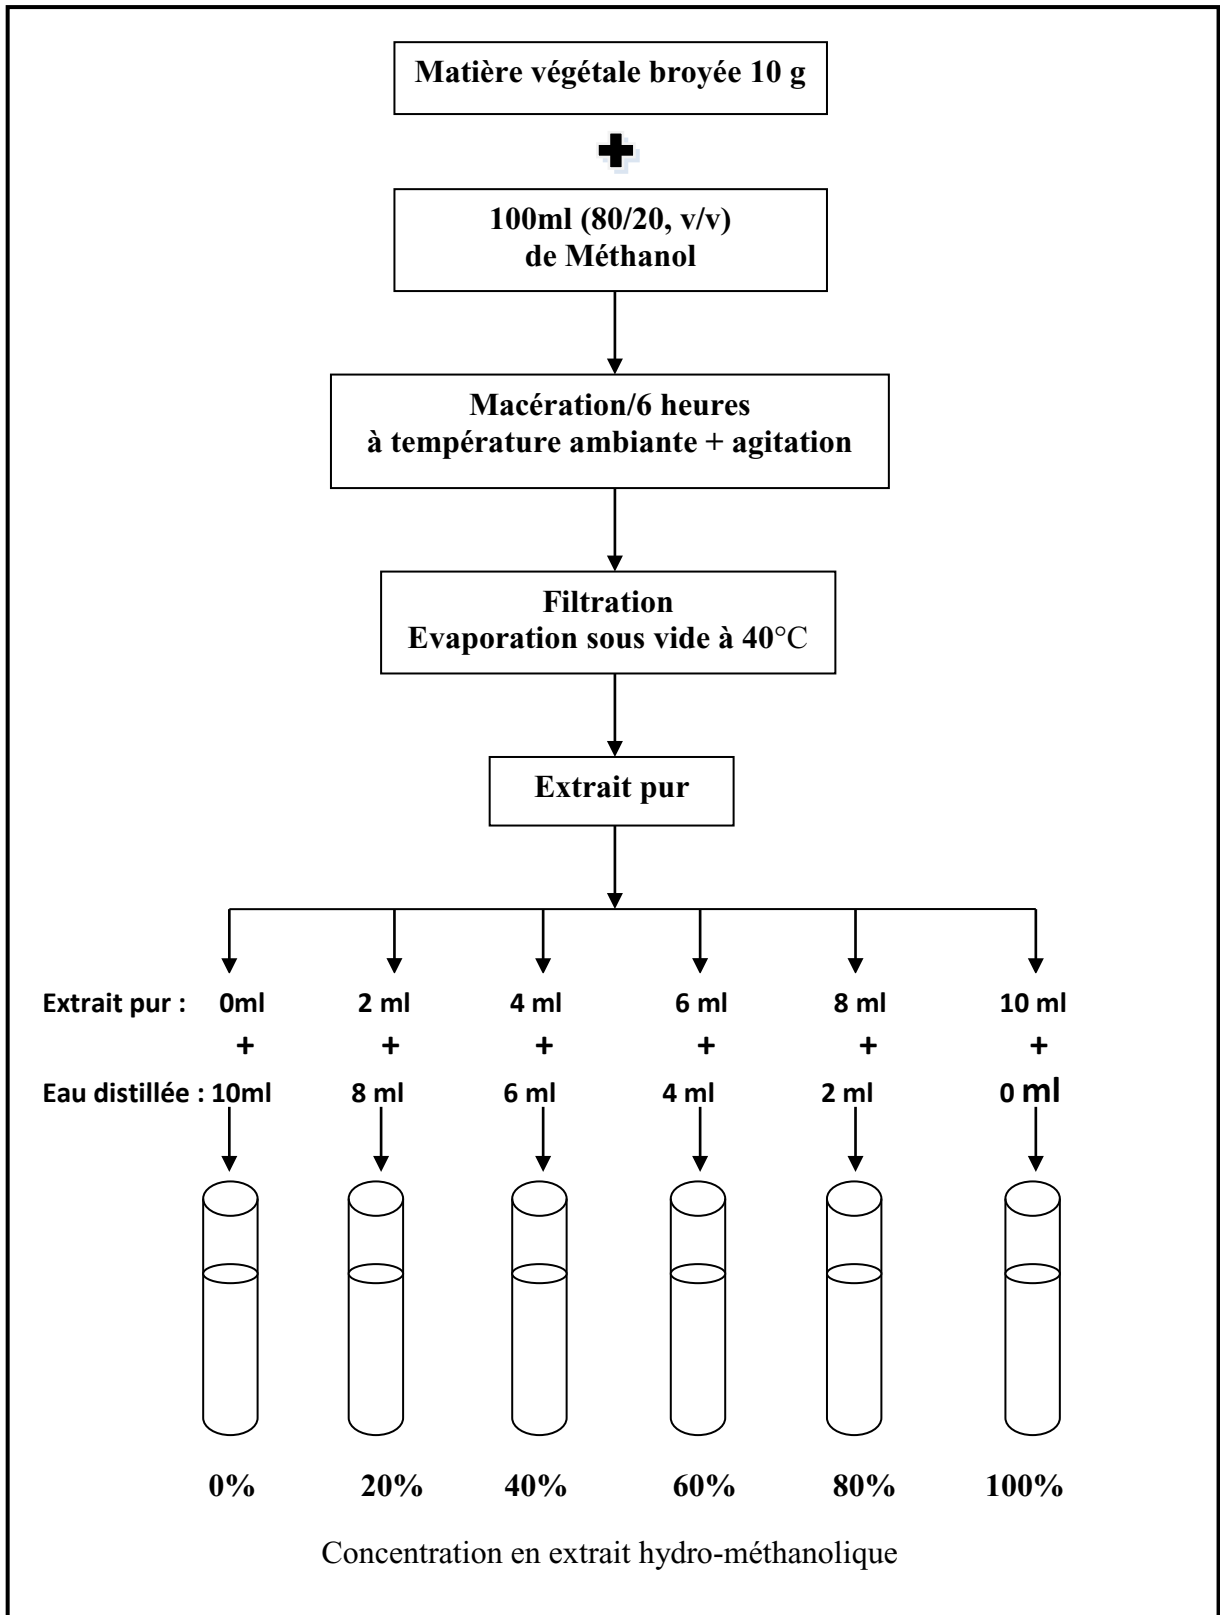 Matière végétale broyée 10 g
+
100ml (80/20, v/v)
de Méthanol
Macération/6 heures
à température ambiante + agitation
Filtration
Evaporation sous vide à 40°C
Extrait pur
Extrait pur : 0ml 2 ml 4 ml 6 ml 8 ml 10 ml
+ + + + + +
Eau distillée : 10ml 8 ml 6 ml 4 ml 2 ml 0 ml
0% 20% 40% 60% 80% 100%
Concentration en extrait hydro-méthanolique